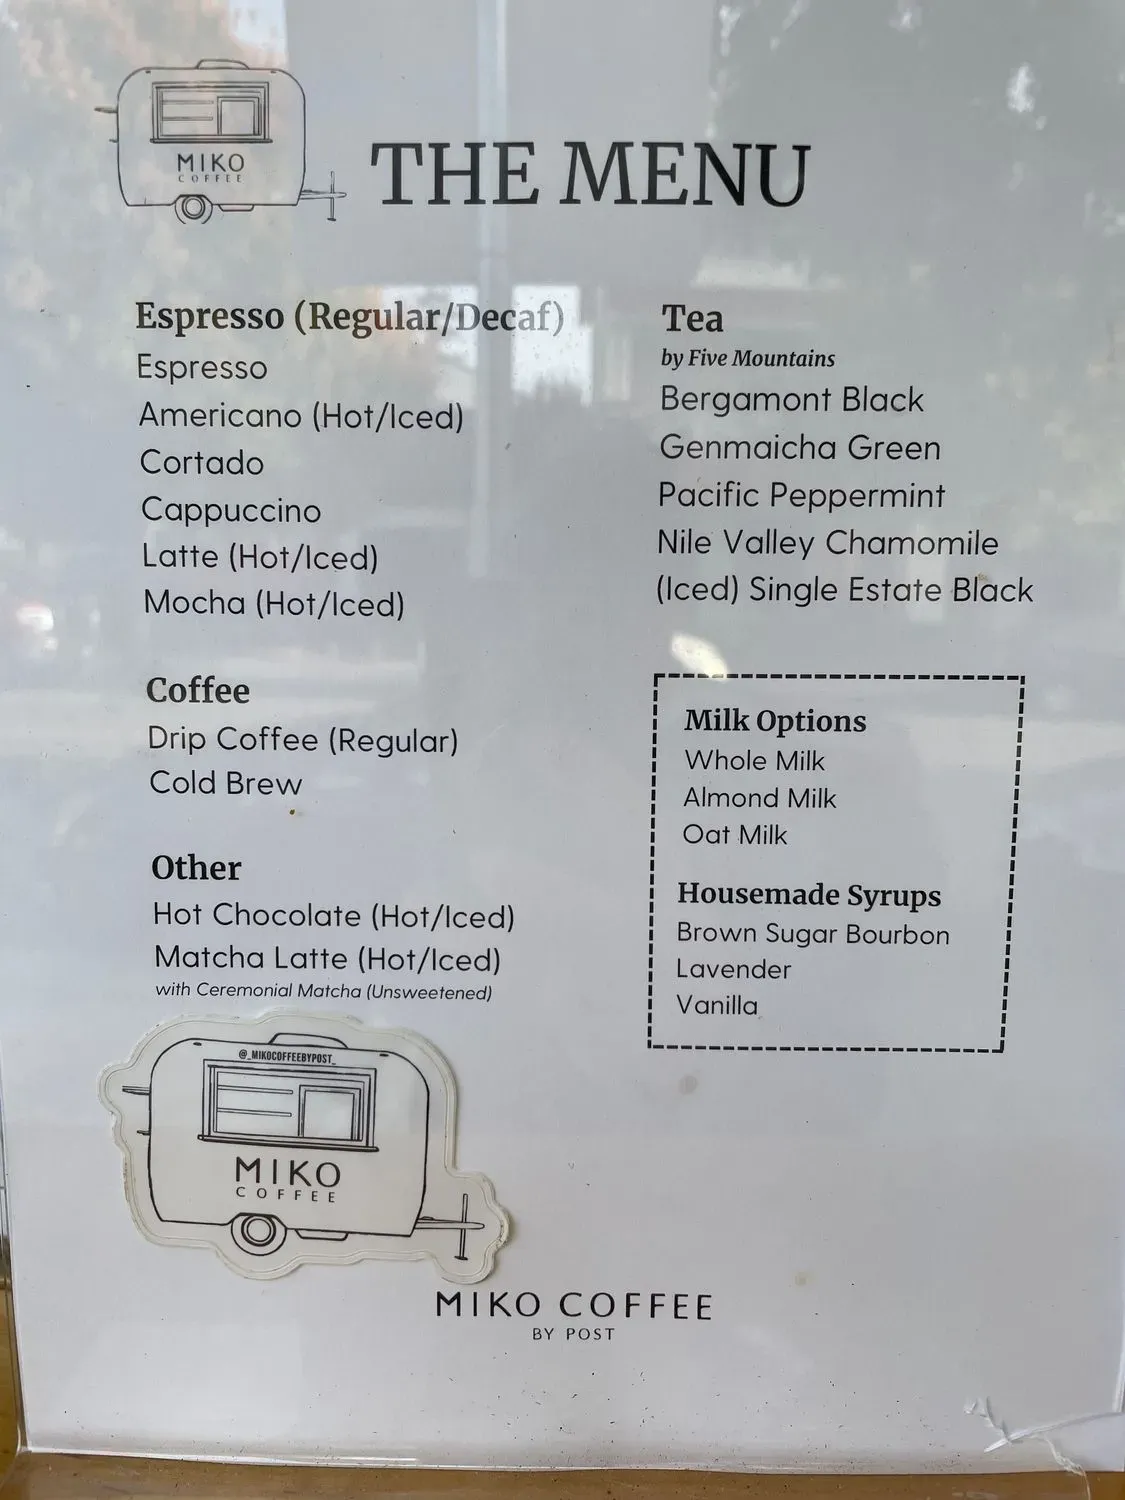 MIKO
COFFEE
THE MENU
Espresso (Regular/Decaf)
Espresso
Americano (Hot/Iced)
Cortado
Cappuccino
Latte (Hot/Iced)
Mocha (Hot/Iced)
Coffee
Drip Coffee (Regular)
Cold Brew
Other
Hot Chocolate (Hot/Iced)
Matcha Latte (Hot/Iced)
with Ceremonial Matcha (Unsweetened)
Tea
by Five Mountains
Bergamont Black
Genmaicha Green
Pacific Peppermint
Nile Valley Chamomile
(Iced) Single Estate Black
Milk Options
Whole Milk
Almond Milk
Oat Milk
Housemade Syrups
Brown Sugar Bourbon
Lavender
Vanilla
@_MIKOCOFFEEBYPOST_
MIKO
COFFEE
MIKO COFFEE
BY POST